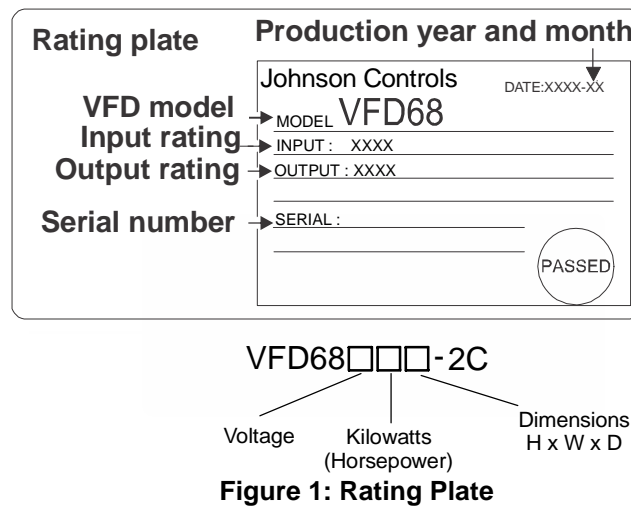 Rating plate
Production year and month
Johnson Controls
DATE:XXXX-XX
VFD model
MODEL VFD68
Input rating
INPUT : XXXX
Output rating
OUTPUT : XXXX
Serial number
SERIAL :
PASSED
VFD68□□□-2C
Voltage
Kilowatts
(Horsepower)
Dimensions
H x W x D
Figure 1: Rating Plate